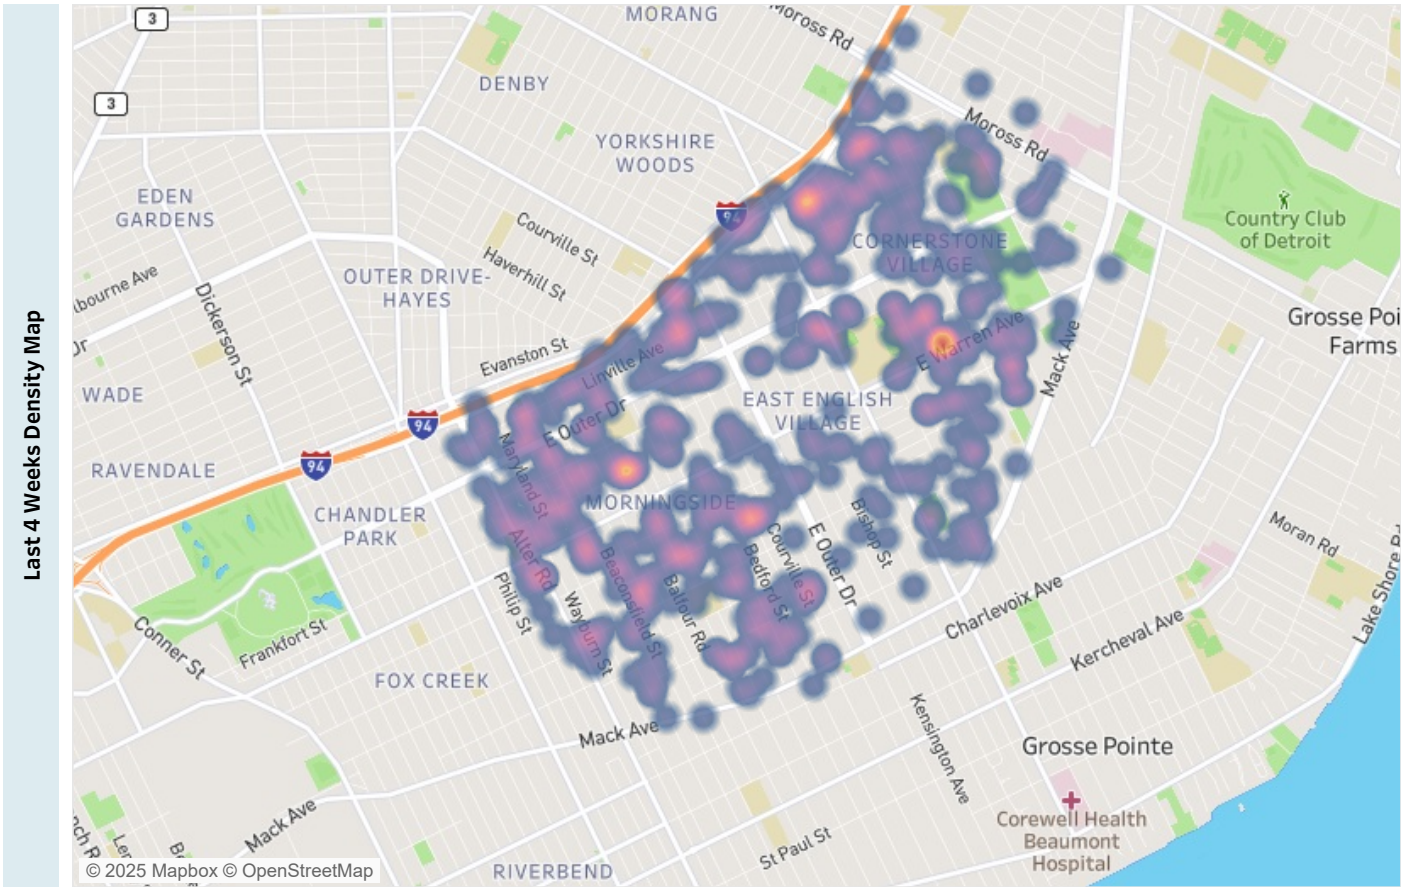 Last 4 Weeks Density Map
3
MORANG
Moross Rd
DENBY
3
YORKSHIRE
WOODS
Moross Rd
EDEN
GARDENS
94
Courville St
Country Club
of Detroit
CORNERSTONE
VILLAGE
Haverhill St
OUTER DRIVE-
HAYES
Dickerson St
Grosse Poi
Farms
Evanston St
Linville Ave
E Warren Ave
Mack Ave
WADE
EAST ENGLISH
VILLAGE
94
E Outer Dr
94
RAVENDALE
Maryland St
MORNINGSIDE
CHANDLER
PARK
Bishop St
Moran Rd
Alter Rd
Courville St
E Outer Dr
Bedford St
Philip St
Beaconsfield St
Balfour Rd
Wayburn St
Charlevoix Ave
Kercheval Ave
Conner St
Frankfort St
FOX CREEK
Mack Ave
Kensington Ave
Grosse Pointe
Mack Ave
Corewell Health
Beaumont
Hospital
St Paul St
RIVERBEND
© 2025 Mapbox © OpenStreetMap